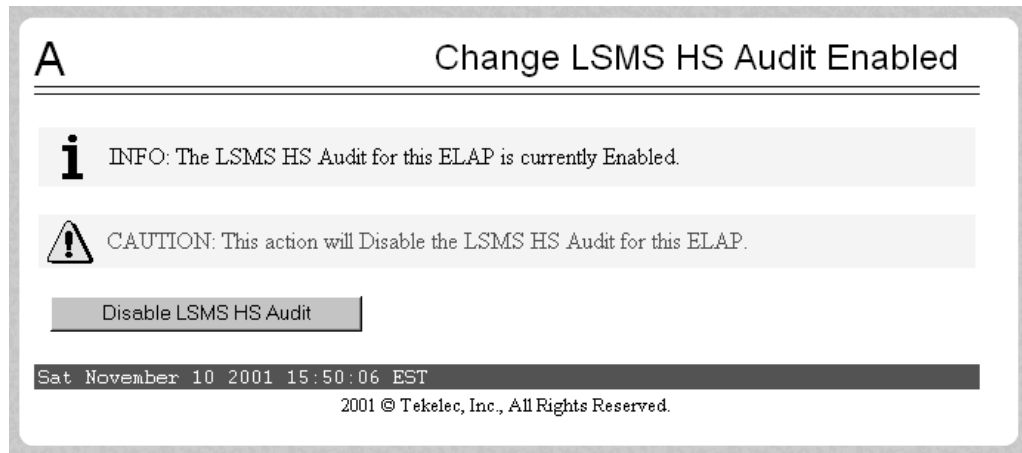 A
Change LSMS HS Audit Enabled
INFO: The LSMS HS Audit for this ELAP is currently Enabled.
CAUTION: This action will Disable the LSMS HS Audit for this ELAP.
Disable LSMS HS Audit
Sat November 10 2001 15:50:06 EST
2001 © Tekelec, Inc., All Rights Reserved.